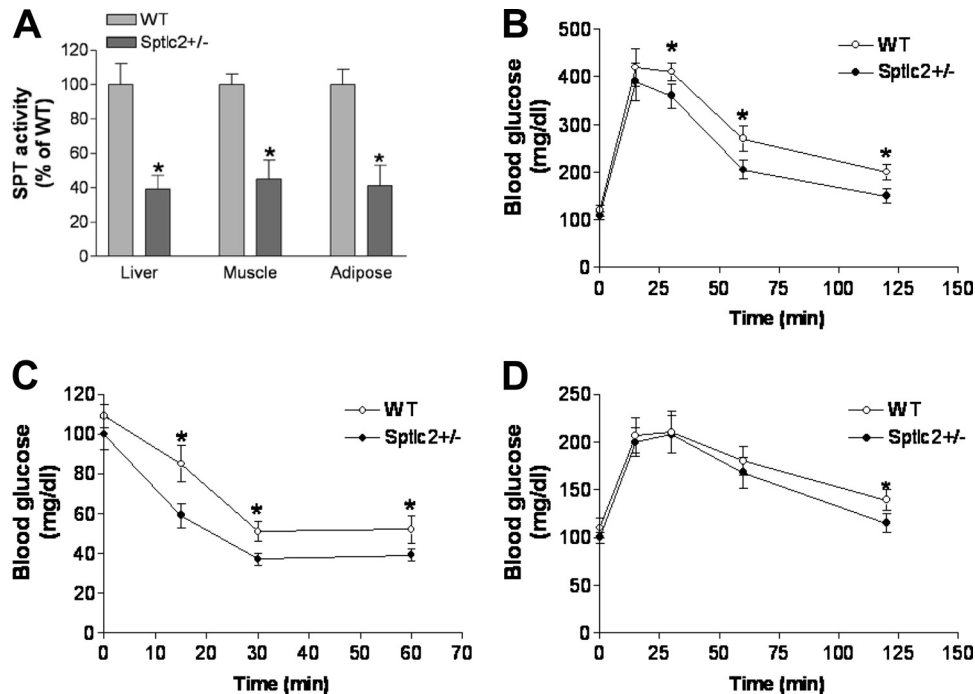 A
WT
Sptlc2+/-
SPT activity
(% of WT)
120
100
80
60
40
20
0
*
*
*
Liver Muscle Adipose
B
WT
Sptlc2+/-
Blood glucose
(mg/dl)
500
400
300
200
100
0
*
*
*
0 25 50 75 100 125 150
Time (min)
C
WT
Sptlc2+/-
Blood glucose
(mg/dl)
120
100
80
60
40
20
0
*
*
*
0 10 20 30 40 50 60 70
Time (min)
D
WT
Sptlc2+/-
Blood glucose
(mg/dl)
250
200
150
100
50
0
*
0 25 50 75 100 125 150
Time (min)